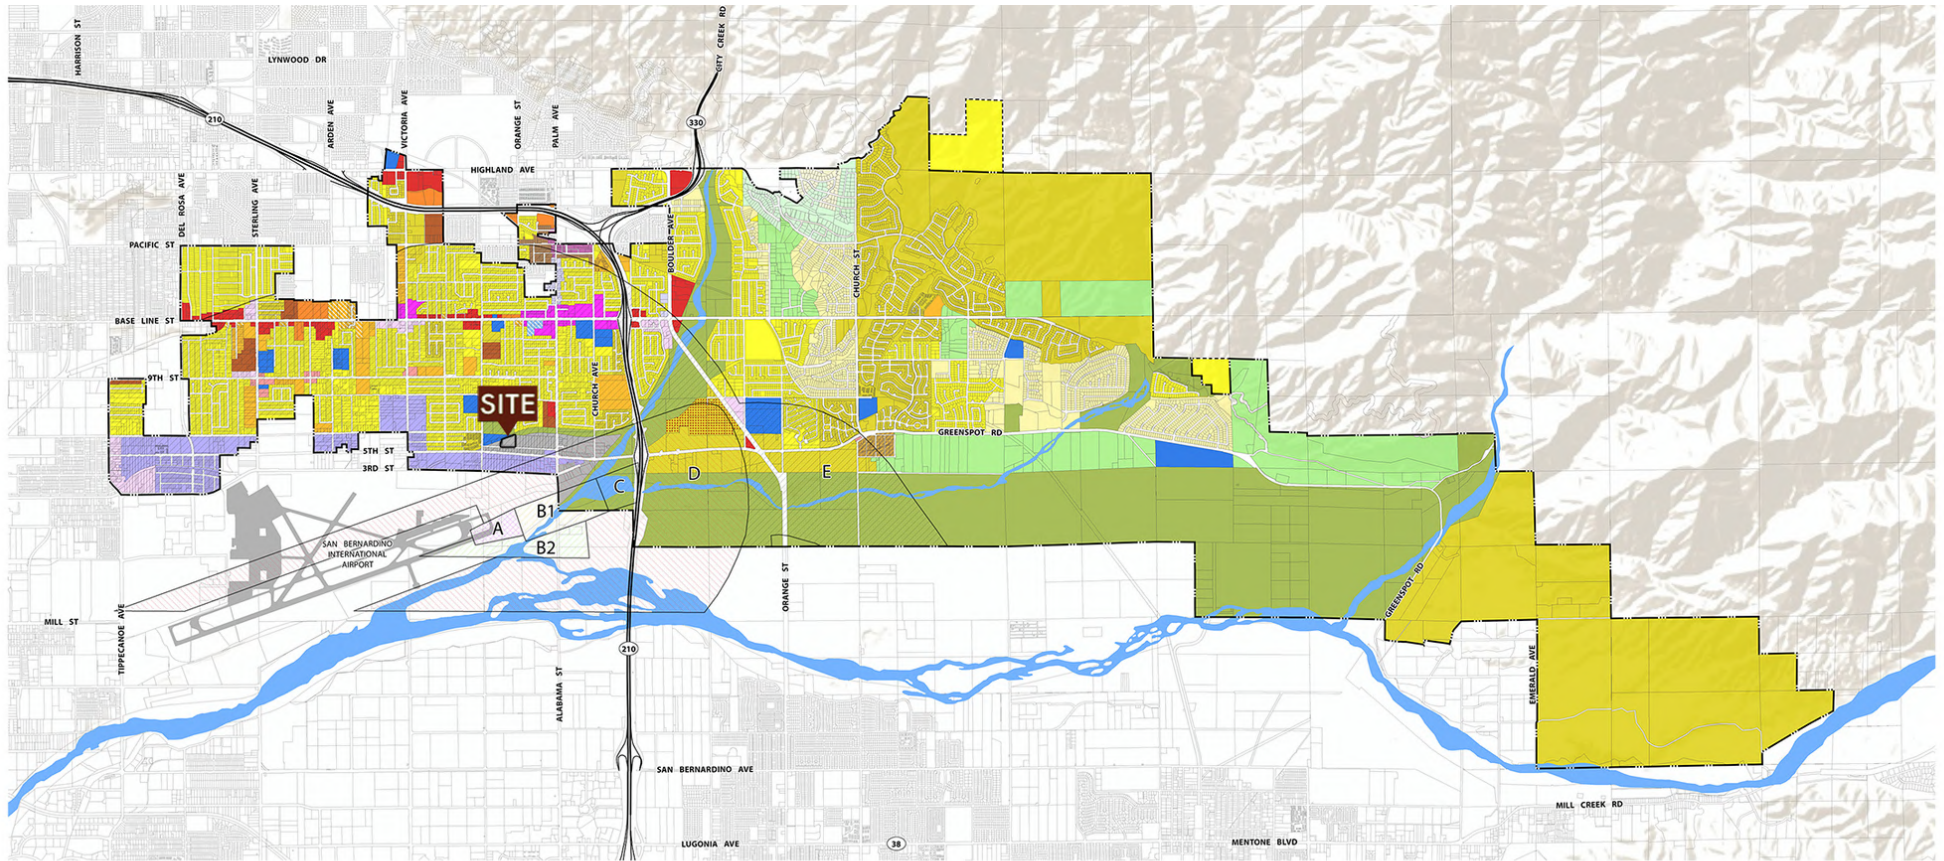 HARRISON ST
LYNWOOD DR
CITY CREEK RD
210
ARDEN AVE
VICTORIA AVE
ORANGE ST
PALM AVE
330
HIGHLAND AVE
DEL ROSA AVE
STERLING AVE
PACIFIC ST
BOULDER AVE
CHURCH ST
BASE LINE ST
9TH ST
CHURCH AVE
SITE
GREENSPOT RD
5TH ST
3RD ST
D
E
C
B1
A
B2
SAN BERNARDINO
INTERNATIONAL
AIRPORT
ORANGE ST
GREENSPOT RD
TIPPECANOE AVE
MILL ST
210
ALABAMA ST
EMERALD AVE
SAN BERNARDINO AVE
MILL CREEK RD
LUGONIA AVE
38
MENTONE BLVD